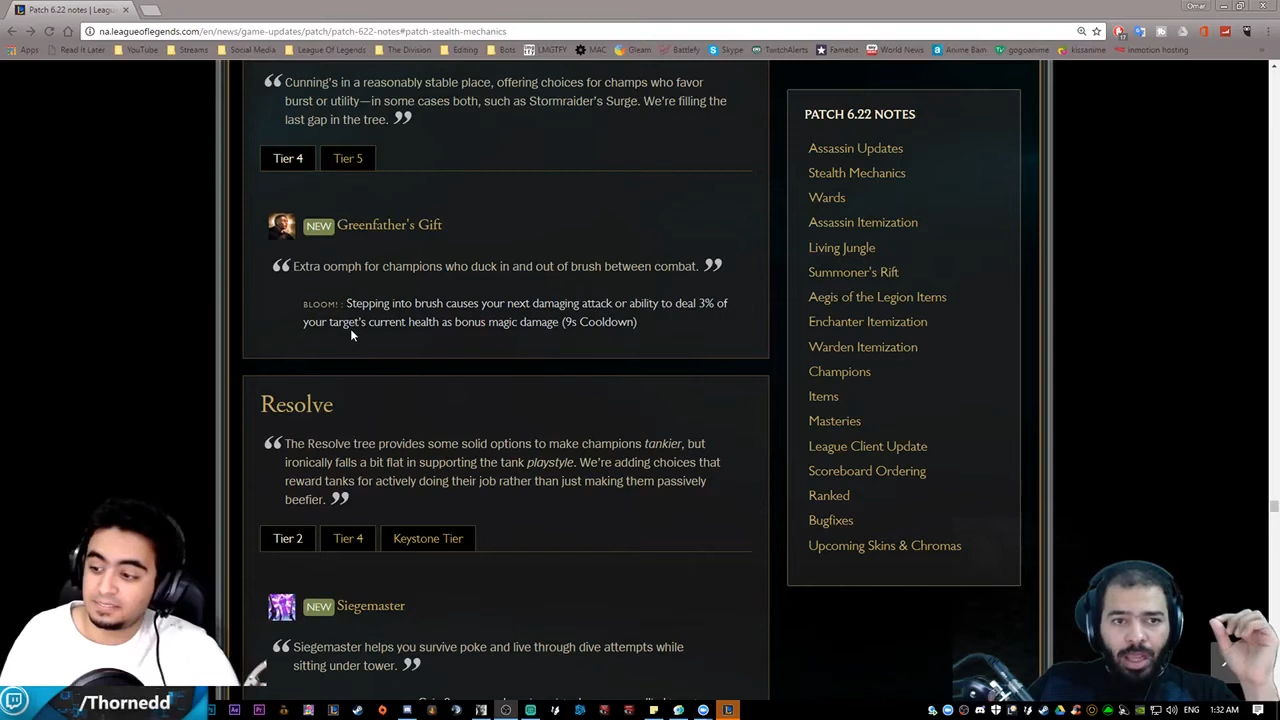 Patch 6.22 notes | Leagu
Omar
na.leagueoflegends.com/en/news/game-updates/patch/patch-622-notes#patch-stealth-mechanics
Apps Read it Later YouTube Streams Social Media League Of Legends The Division Editing Bots LMGTFY MAC Gleam Battlefy Skype TwitchAlerts Famebit World News Anime Bam gogoanime kissanime inmotion hosting
Cunning's in a reasonably stable place, offering choices for champs who favor
burst or utility—in some cases both, such as Stormraider's Surge. We're filling the
last gap in the tree.
Tier 4 Tier 5
NEW Greenfather's Gift
Extra oomph for champions who duck in and out of brush between combat.
BLOOM! : Stepping into brush causes your next damaging attack or ability to deal 3% of
your target's current health as bonus magic damage (9s Cooldown)
Resolve
The Resolve tree provides some solid options to make champions tankier, but
ironically falls a bit flat in supporting the tank playstyle. We're adding choices that
reward tanks for actively doing their job rather than just making them passively
beefier.
Tier 2 Tier 4 Keystone Tier
NEW Siegemaster
Siegemaster helps you survive poke and live through dive attempts while
sitting under tower.
PATCH 6.22 NOTES
Assassin Updates
Stealth Mechanics
Wards
Assassin Itemization
Living Jungle
Summoner's Rift
Aegis of the Legion Items
Enchanter Itemization
Warden Itemization
Champions
Items
Masteries
League Client Update
Scoreboard Ordering
Ranked
Bugfixes
Upcoming Skins & Chromas
/Thornedd
ENG 1:32 AM